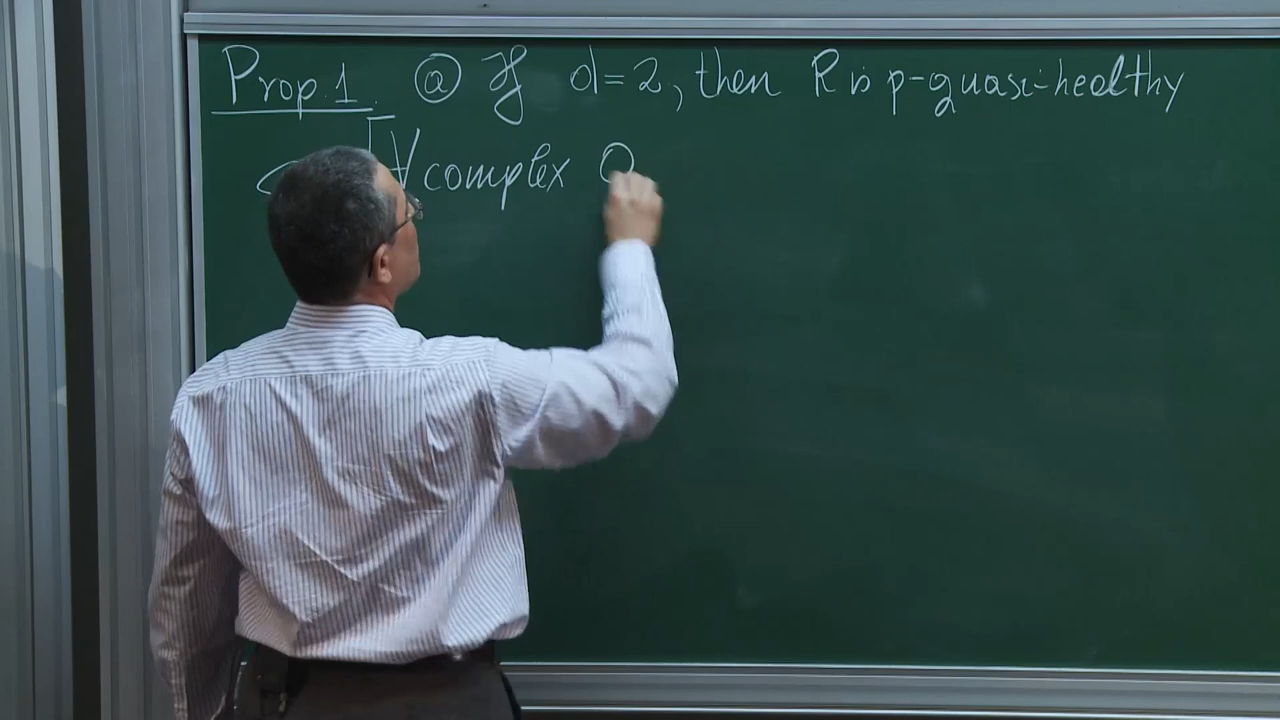 Prop. 1. ⓐ If d=2, then R is p-quasi-healthy
[∀ complex O